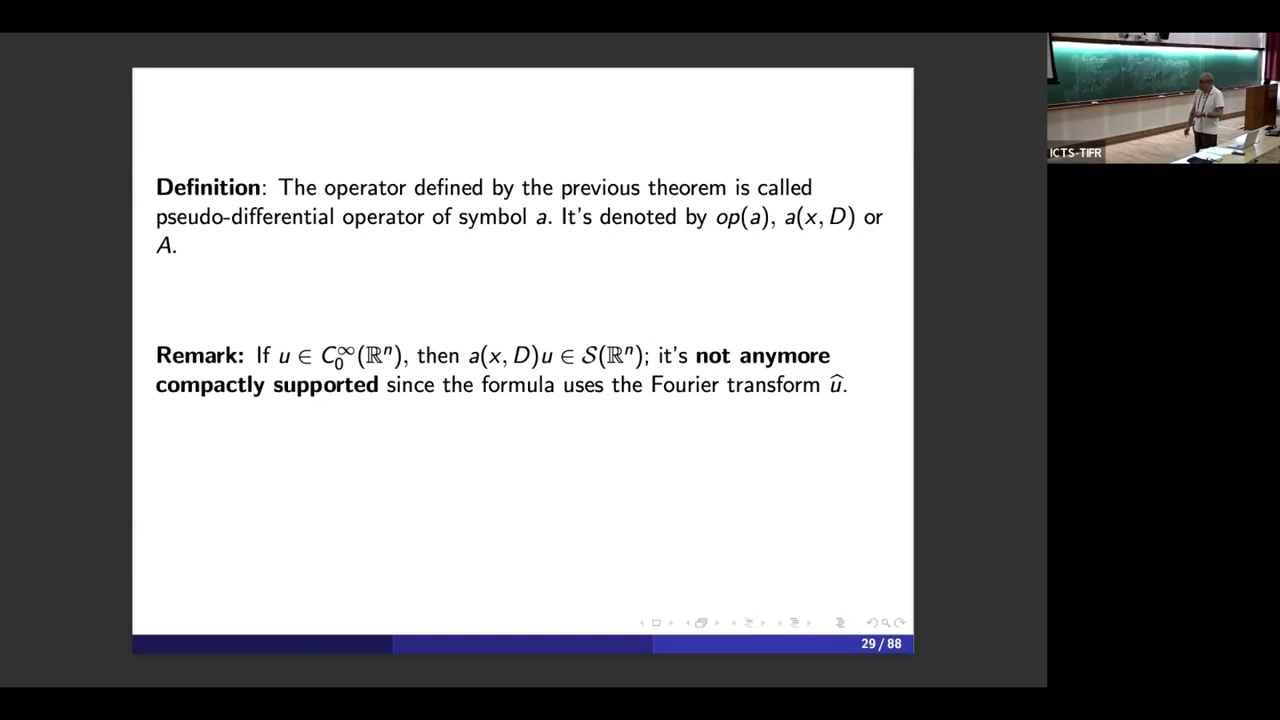 Definition: The operator defined by the previous theorem is called
pseudo-differential operator of symbol a. It's denoted by op(a), a(x, D) or
A.
Remark: If u ∈ C₀^∞(ℝⁿ), then a(x, D)u ∈ 𝒮(ℝⁿ); it's not anymore
compactly supported since the formula uses the Fourier transform û.
29 / 88
ICTS-TIFR